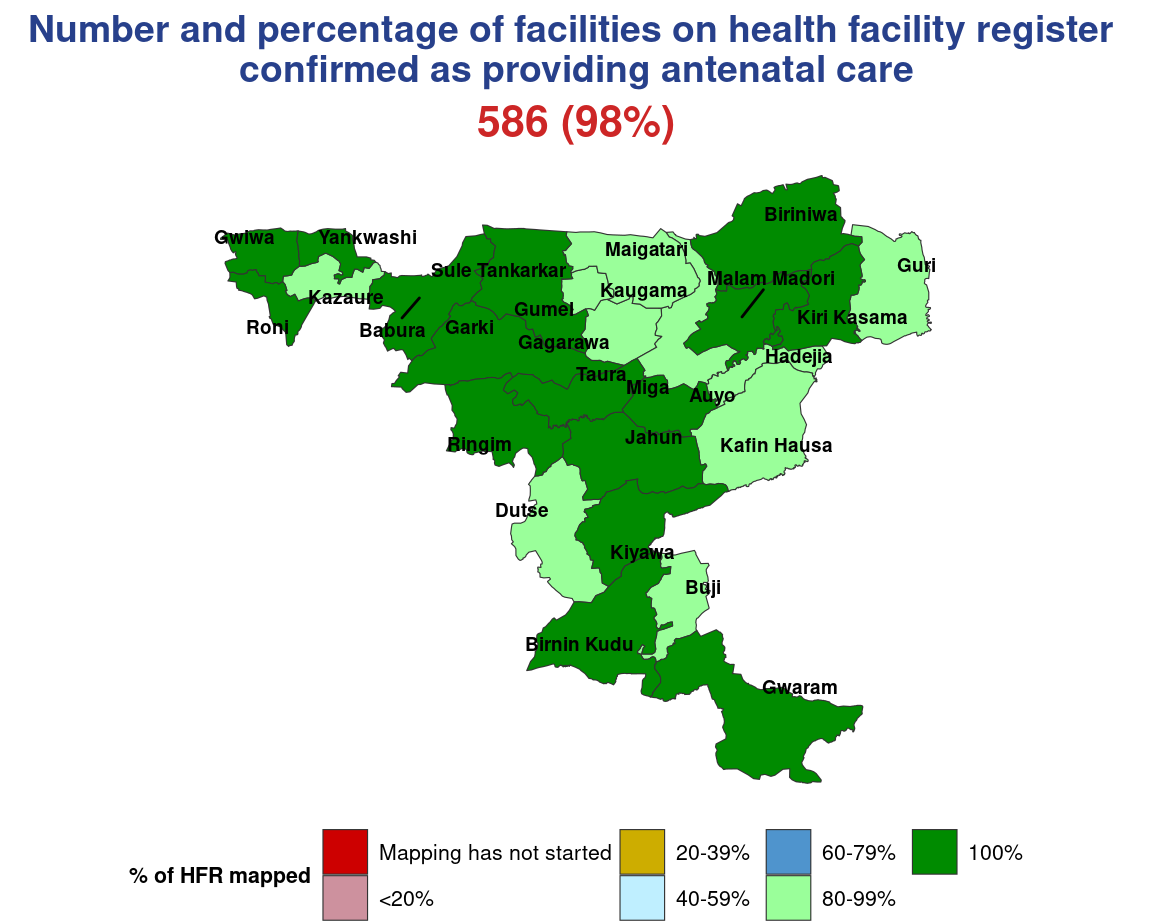 Number and percentage of facilities on health facility register
confirmed as providing antenatal care
586 (98%)
Biriniwa
Gwiwa
Yankwashi
Maigatari
Guri
Sule Tankarkar
Malam Madori
Kaugama
Kazaure
Gumel
Kiri Kasama
Roni
Babura
Garki
Gagarawa
Hadejia
Taura
Miga
Auyo
Jahun
Ringim
Kafin Hausa
Dutse
Kiyawa
Buji
Birnin Kudu
Gwaram
% of HFR mapped
Mapping has not started
20-39%
60-79%
100%
<20%
40-59%
80-99%